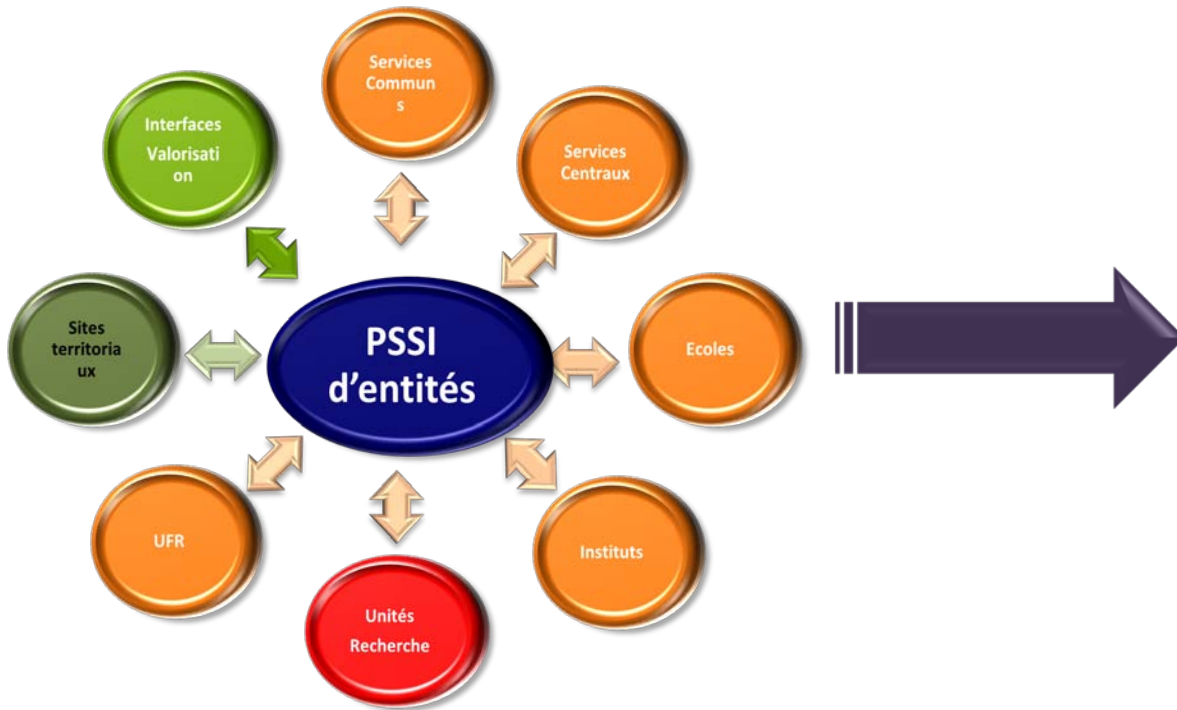 Services
Commun
s
Interfaces
Valorisati
on
Services
Centraux
Sites
territoria
ux
PSSI
d'entités
Ecoles
UFR
Instituts
Unités
Recherche